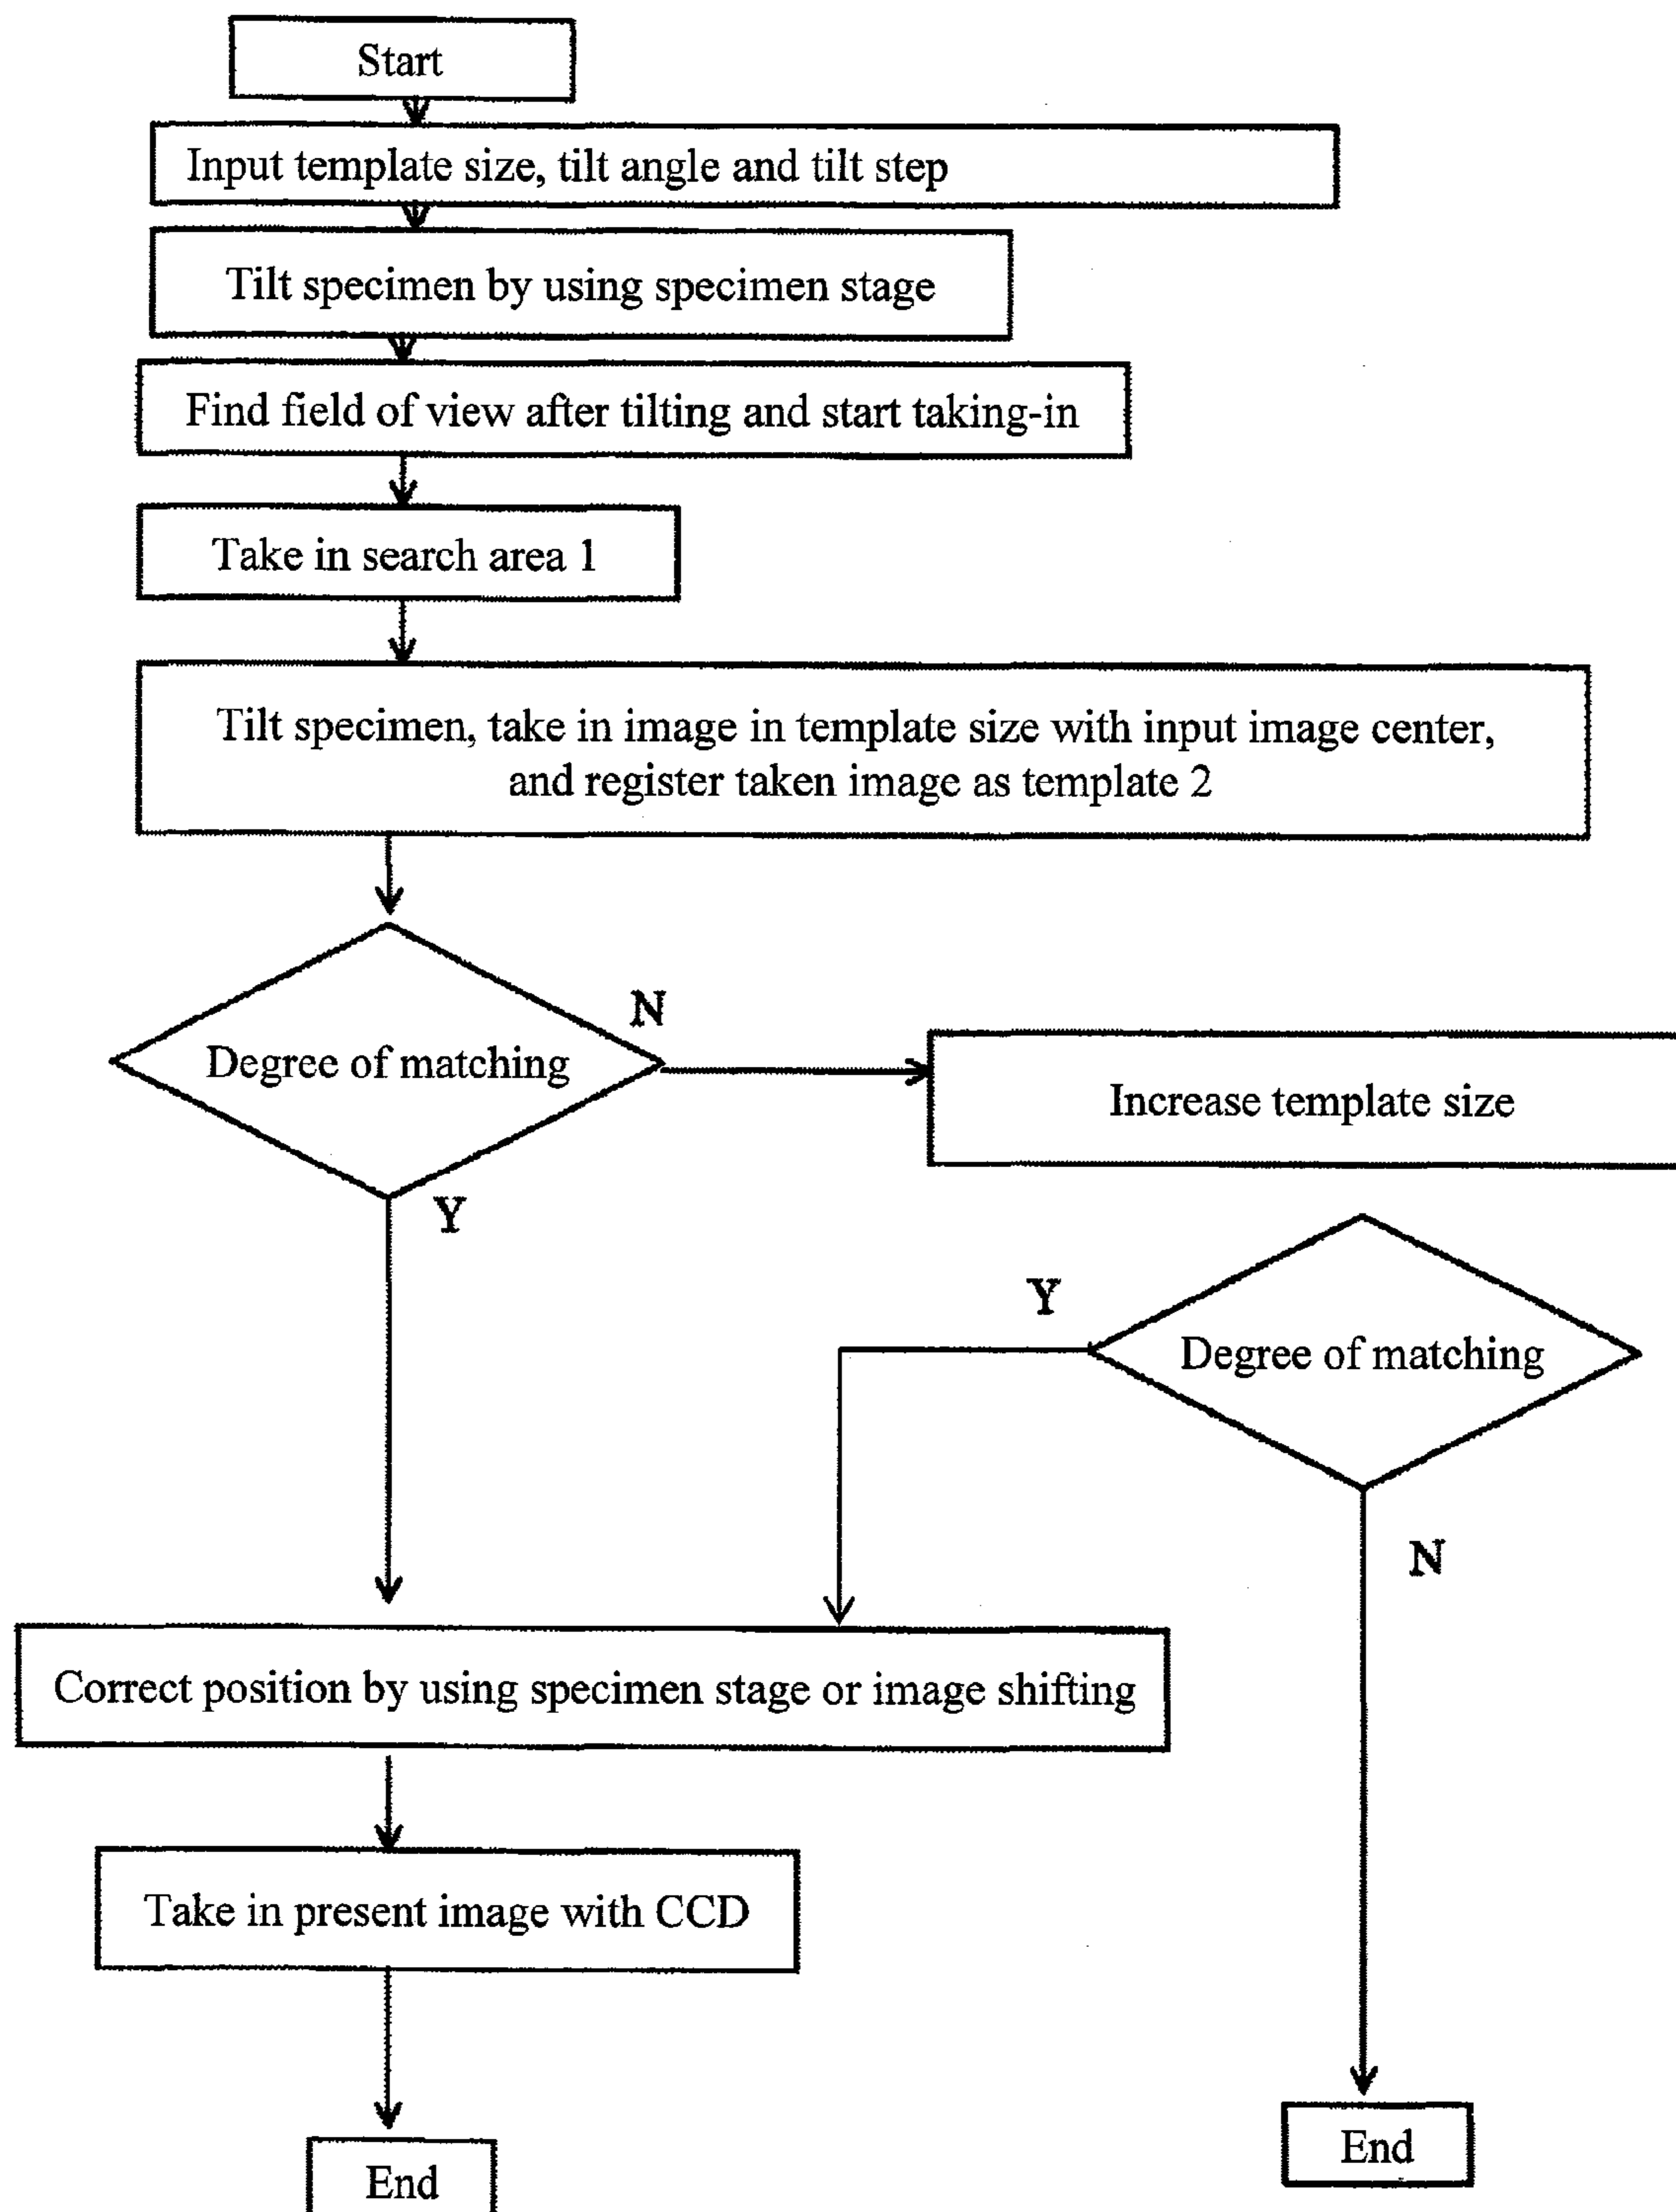 Start
Input template size, tilt angle and tilt step
Tilt specimen by using specimen stage
Find field of view after tilting and start taking-in
Take in search area 1
Tilt specimen, take in image in template size with input image center,
and register taken image as template 2
Degree of matching
N
Increase template size
Y
Y
Degree of matching
N
Correct position by using specimen stage or image shifting
Take in present image with CCD
End
End